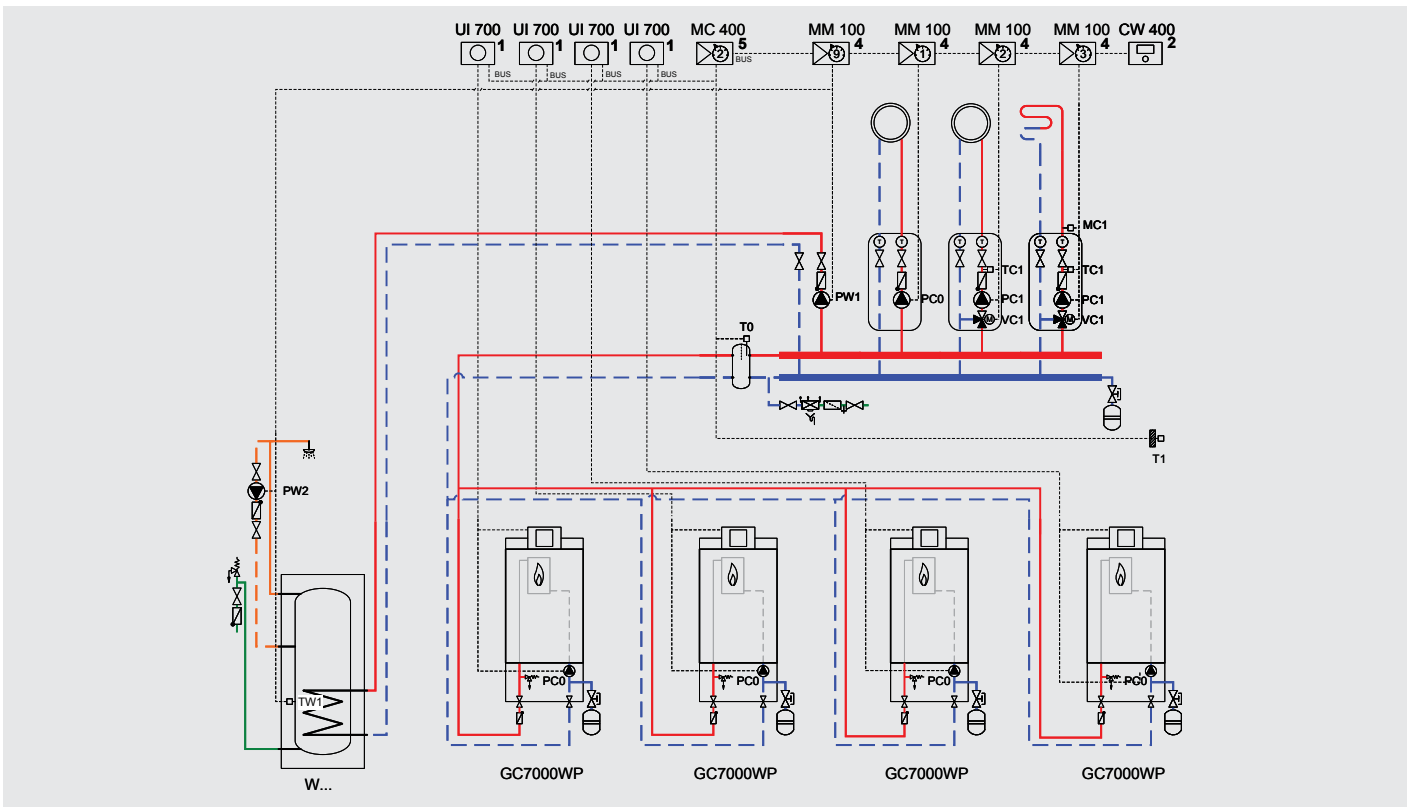 UI 700 UI 700 UI 700 UI 700 MC 400 MM 100 MM 100 MM 100 MM 100 CW 400
1 1 1 1 5 4 4 4 4 2
2 9 1 2 3
BUS BUS BUS BUS BUS
MC1
T T T T T T
TC1 TC1
PW1 PC0 PC1 PC1
M VC1 M VC1
T0
T1
PW2
TW1
PC0 PC0 PC0 PC0
GC7000WP GC7000WP GC7000WP GC7000WP
W...